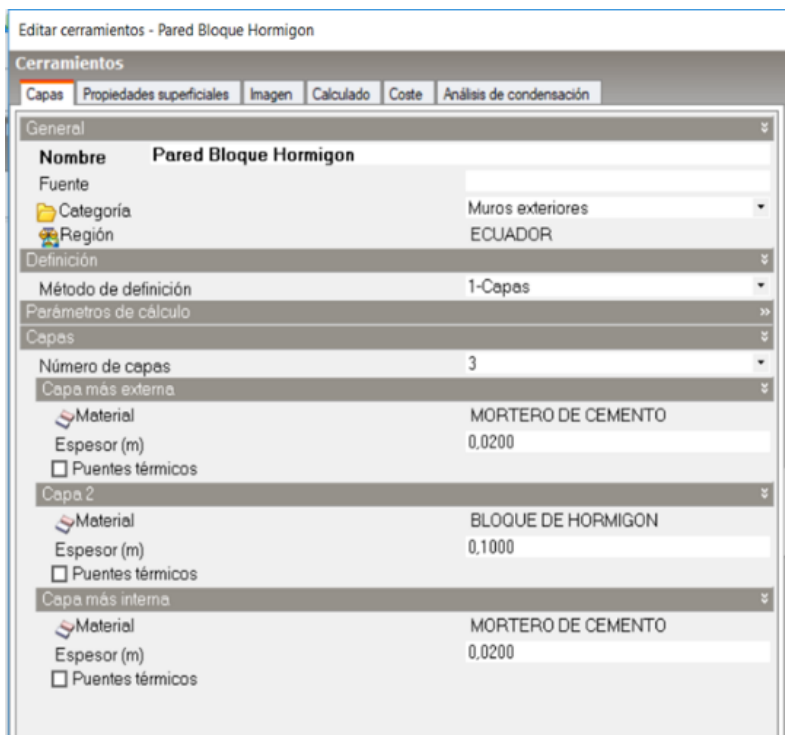 Editar cerramientos - Pared Bloque Hormigon
Cerramientos
Capas Propiedades superficiales Imagen Calculado Coste Análisis de condensación
General
Nombre Pared Bloque Hormigon
Fuente
Categoría Muros exteriores
Región ECUADOR
Definición
Método de definición 1-Capas
Parámetros de cálculo
Capas
Número de capas 3
Capa más externa
Material MORTERO DE CEMENTO
Espesor (m) 0,0200
Puentes térmicos
Capa 2
Material BLOQUE DE HORMIGON
Espesor (m) 0,1000
Puentes térmicos
Capa más interna
Material MORTERO DE CEMENTO
Espesor (m) 0,0200
Puentes térmicos